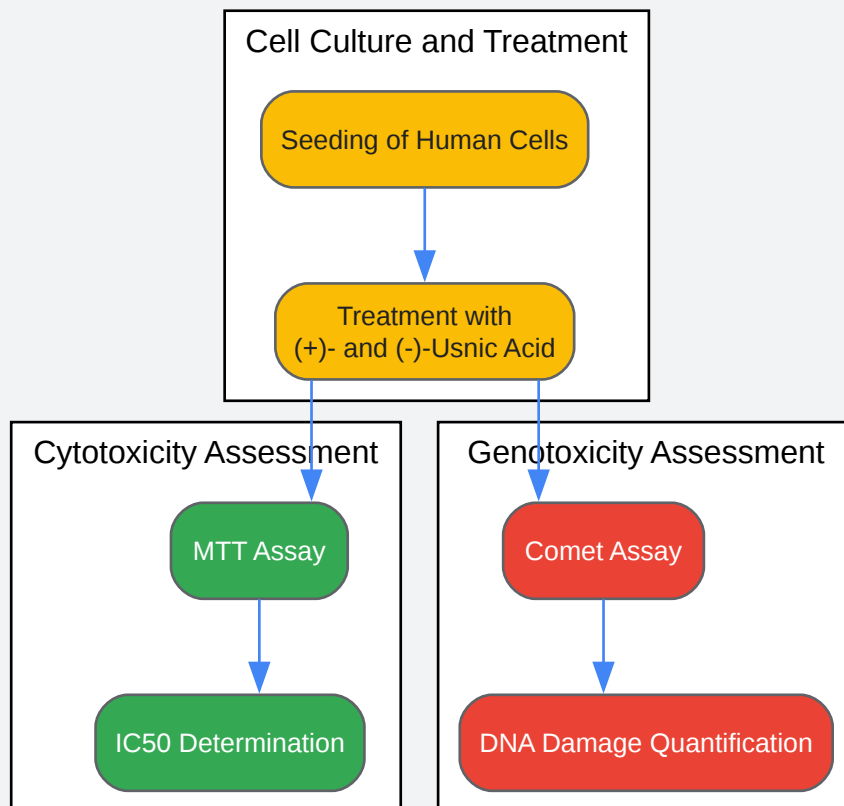 Cell Culture and Treatment
Seeding of Human Cells
Treatment with
(+)- and (-)-Usnic Acid
Cytotoxicity Assessment
MTT Assay
IC50 Determination
Genotoxicity Assessment
Comet Assay
DNA Damage Quantification